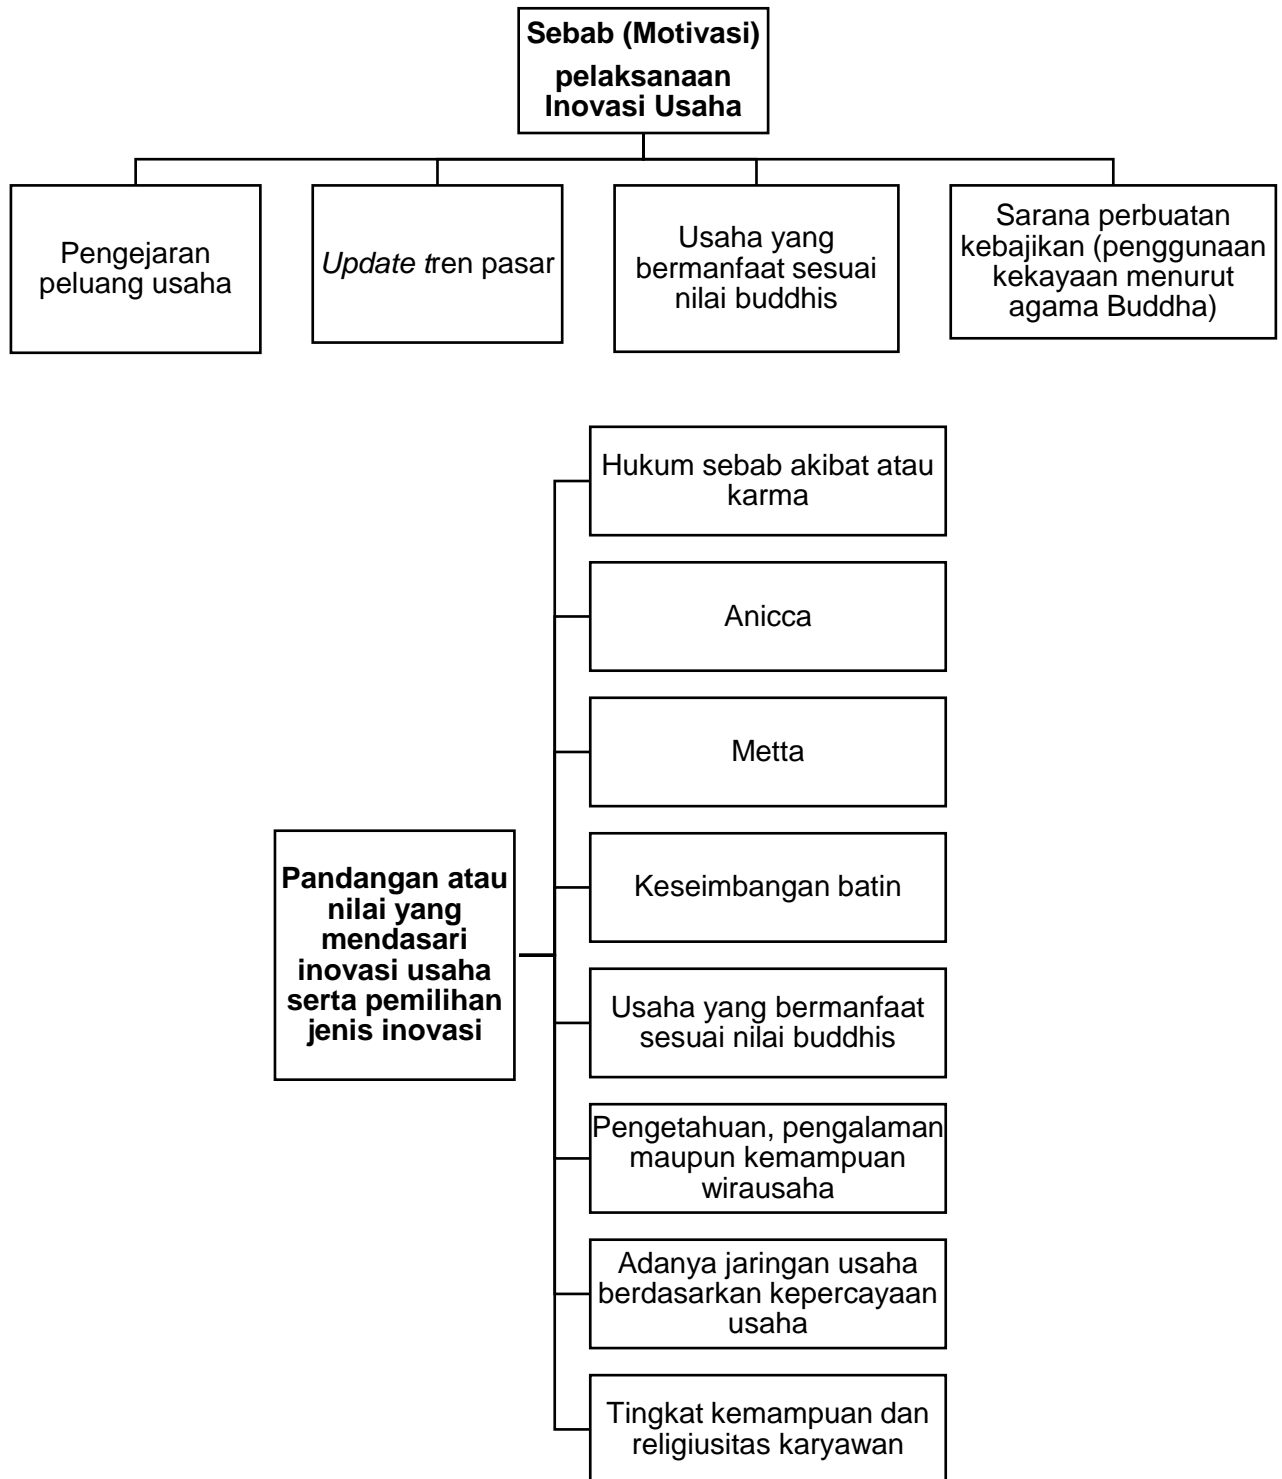 Sebab (Motivasi)
pelaksanaan
Inovasi Usaha
Pengejaran
peluang usaha
Update tren pasar
Usaha yang
bermanfaat sesuai
nilai buddhis
Sarana perbuatan
kebajikan (penggunaan
kekayaan menurut
agama Buddha)
Pandangan atau
nilai yang
mendasari
inovasi usaha
serta pemilihan
jenis inovasi
Hukum sebab akibat atau
karma
Anicca
Metta
Keseimbangan batin
Usaha yang bermanfaat
sesuai nilai buddhis
Pengetahuan, pengalaman
maupun kemampuan
wirausaha
Adanya jaringan usaha
berdasarkan kepercayaan
usaha
Tingkat kemampuan dan
religiusitas karyawan